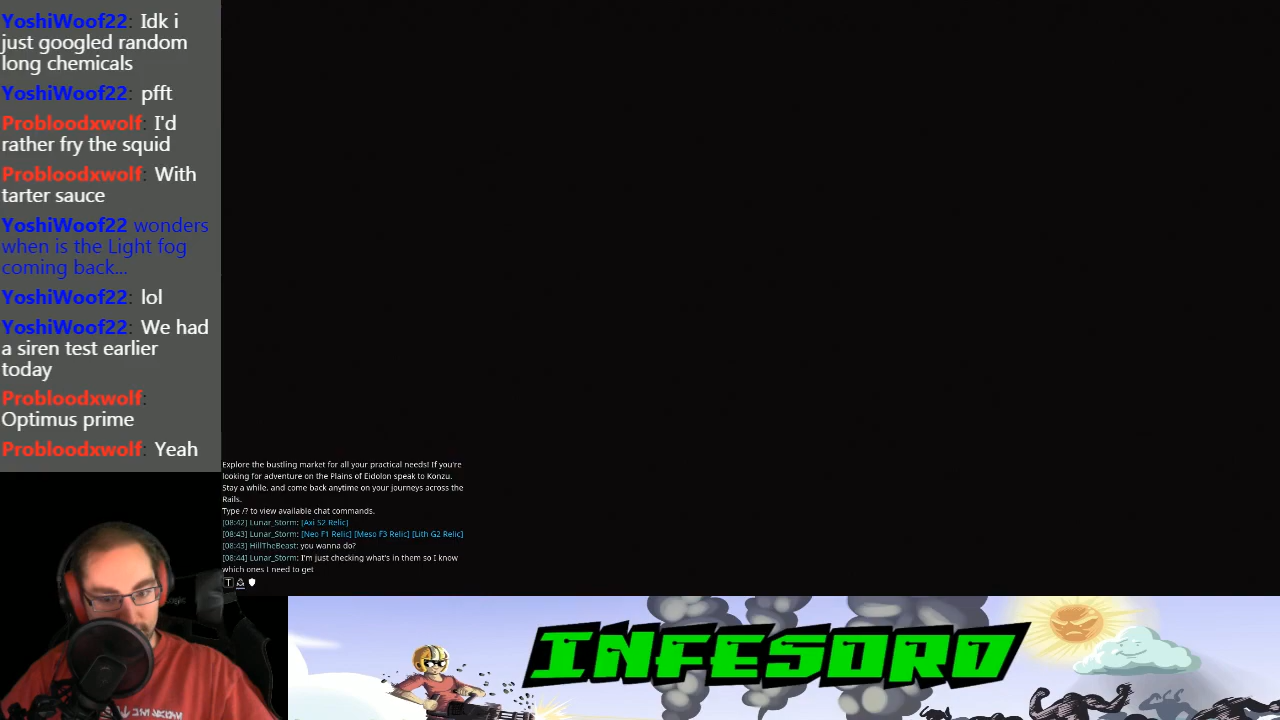 YoshiWoof22: Idk i
just googled random
long chemicals
YoshiWoof22: pfft
Probloodxwolf: I'd
rather fry the squid
Probloodxwolf: With
tarter sauce
YoshiWoof22 wonders
when is the Light fog
coming back...
YoshiWoof22: lol
YoshiWoof22: We had
a siren test earlier
today
Probloodxwolf:
Optimus prime
Probloodxwolf: Yeah
Explore the bustling market for all your practical needs! If you're
looking for adventure on the Plains of Eidolon speak to Konzu.
Stay a while, and come back anytime on your journeys across the
Rails.
Type /? to view available chat commands.
[08:42] Lunar_Storm: [Axi S2 Relic]
[08:43] Lunar_Storm: [Neo F1 Relic] [Meso F3 Relic] [Lith G2 Relic]
[08:43] HillTheBeast: you wanna do?
[08:44] Lunar_Storm: I'm just checking what's in them so I know
which ones I need to get
T
INFESORD